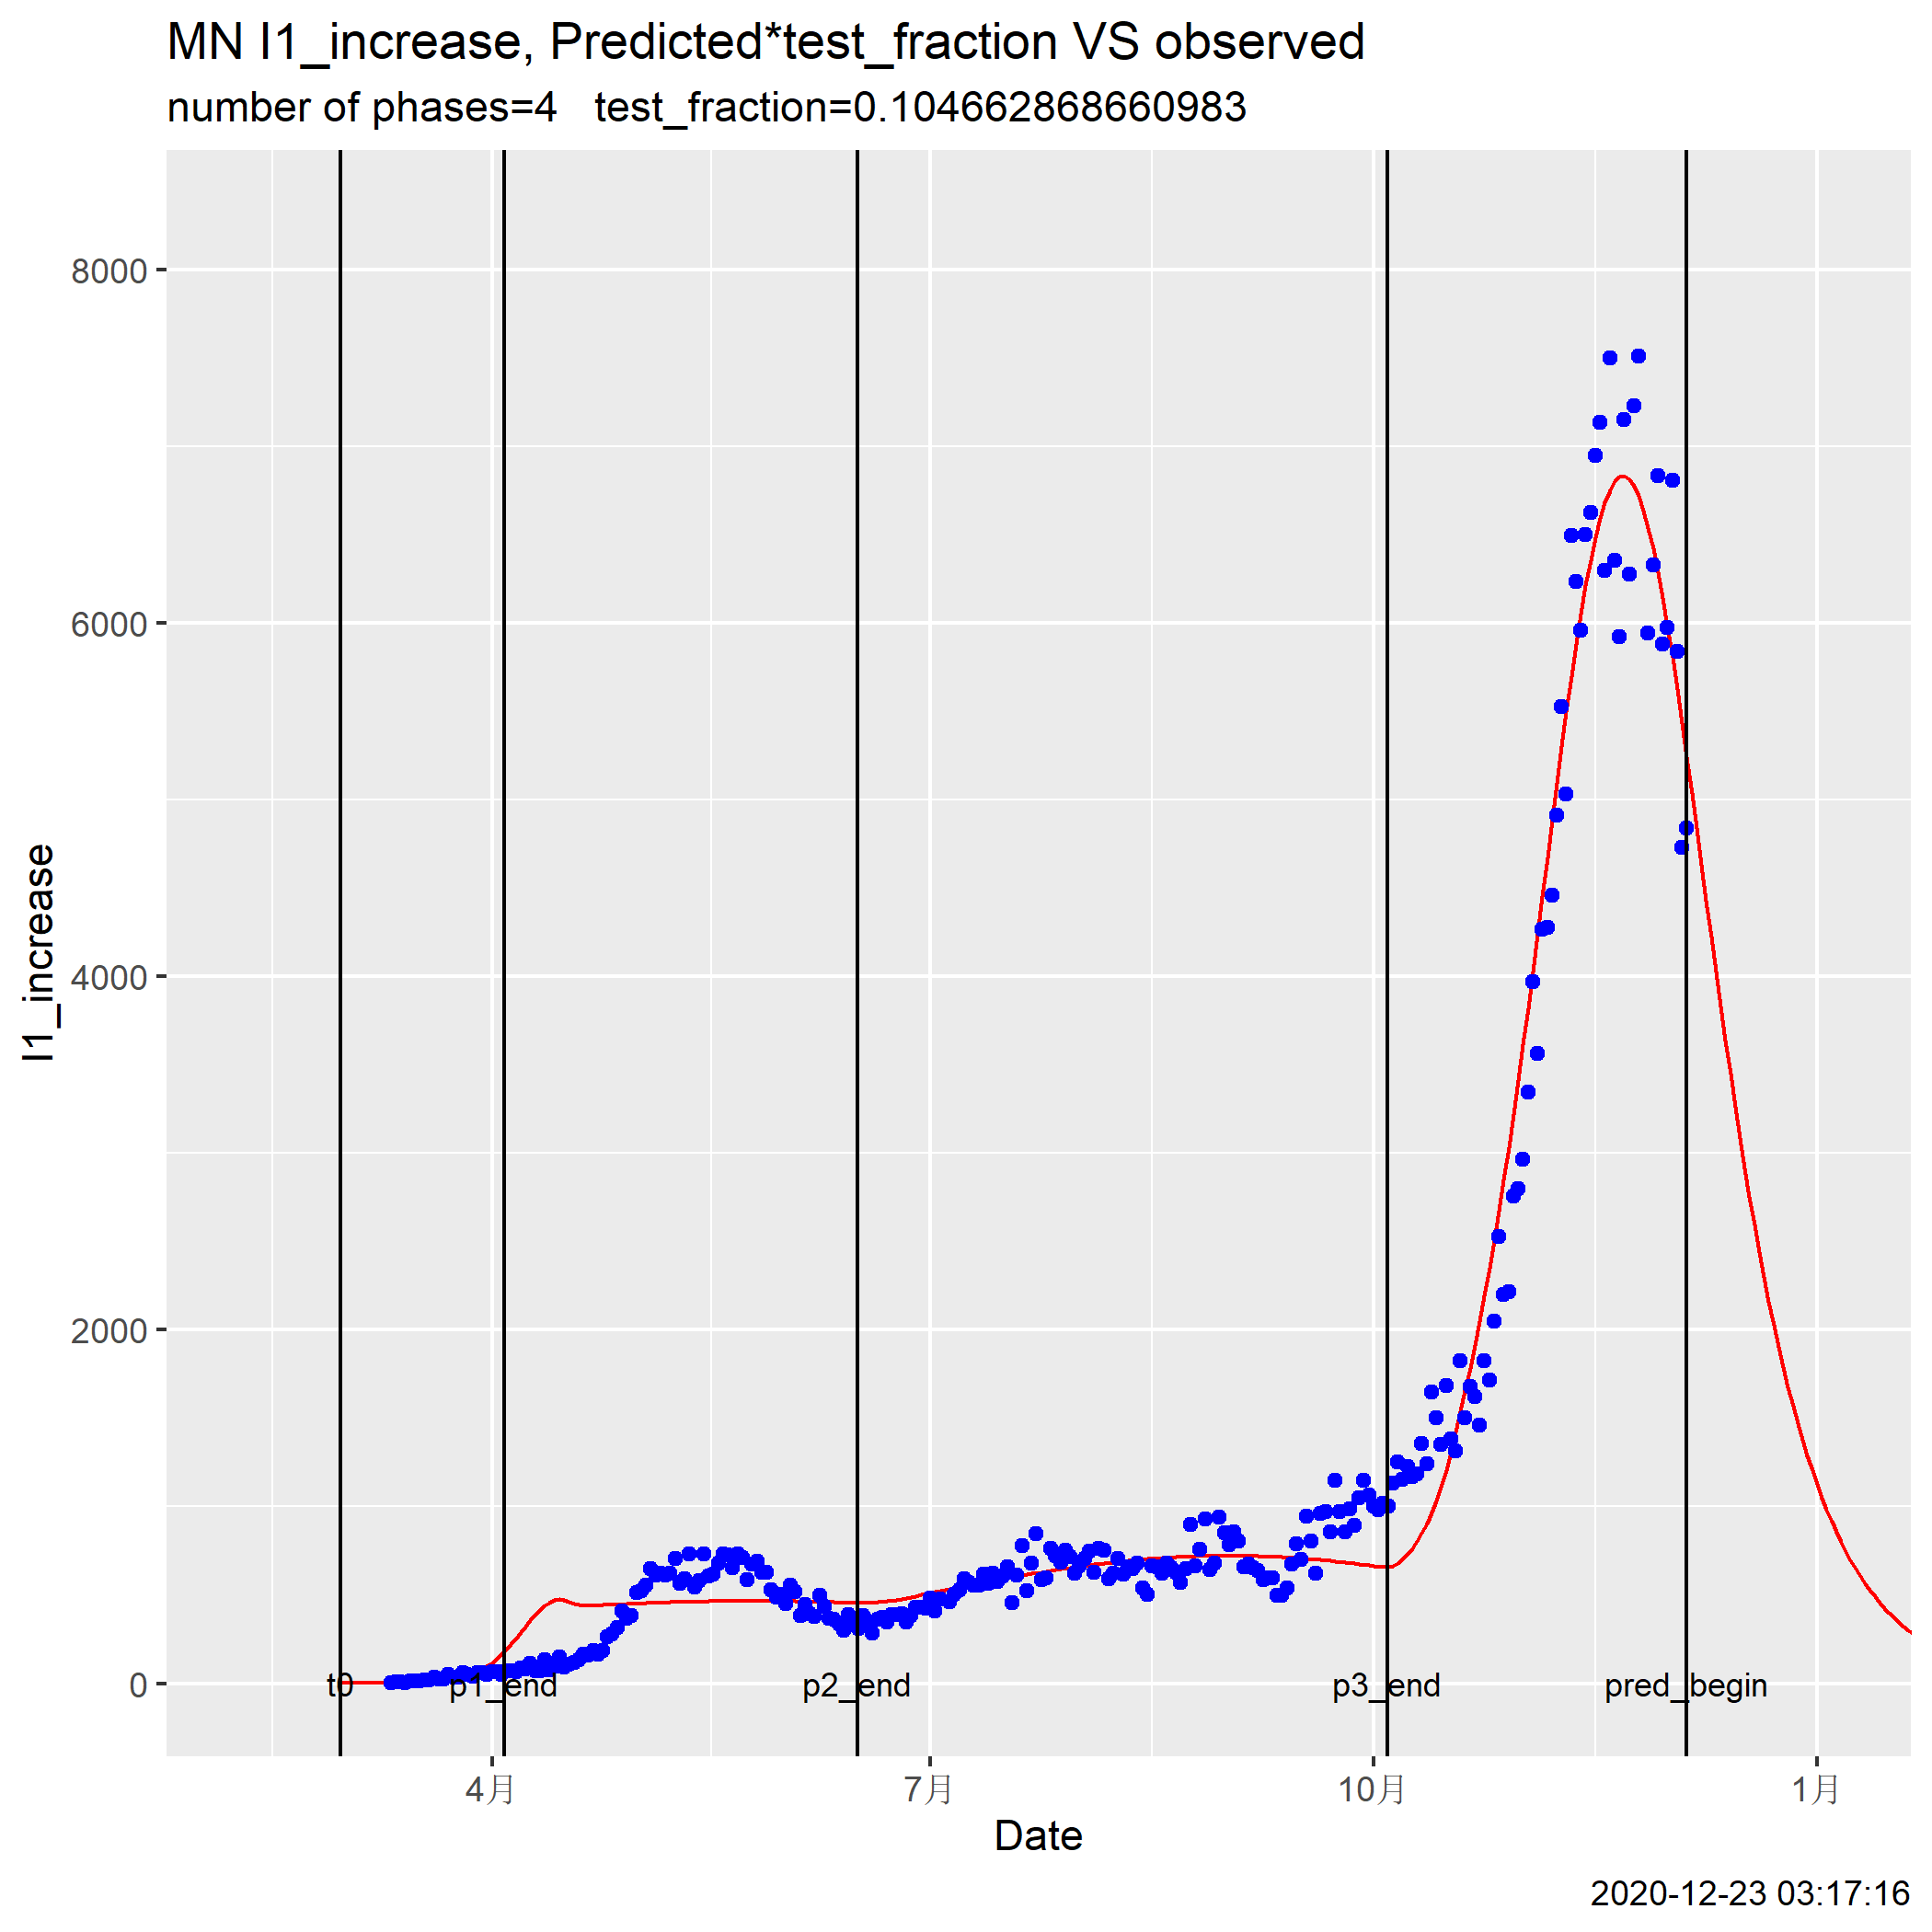 MN I1_increase, Predicted*test_fraction VS observed
number of phases=4   test_fraction=0.104662868660983
8000
6000
4000
2000
0
I1_increase
t0
p1_end
p2_end
p3_end
pred_begin
4月
7月
10月
1月
Date
2020-12-23 03:17:16